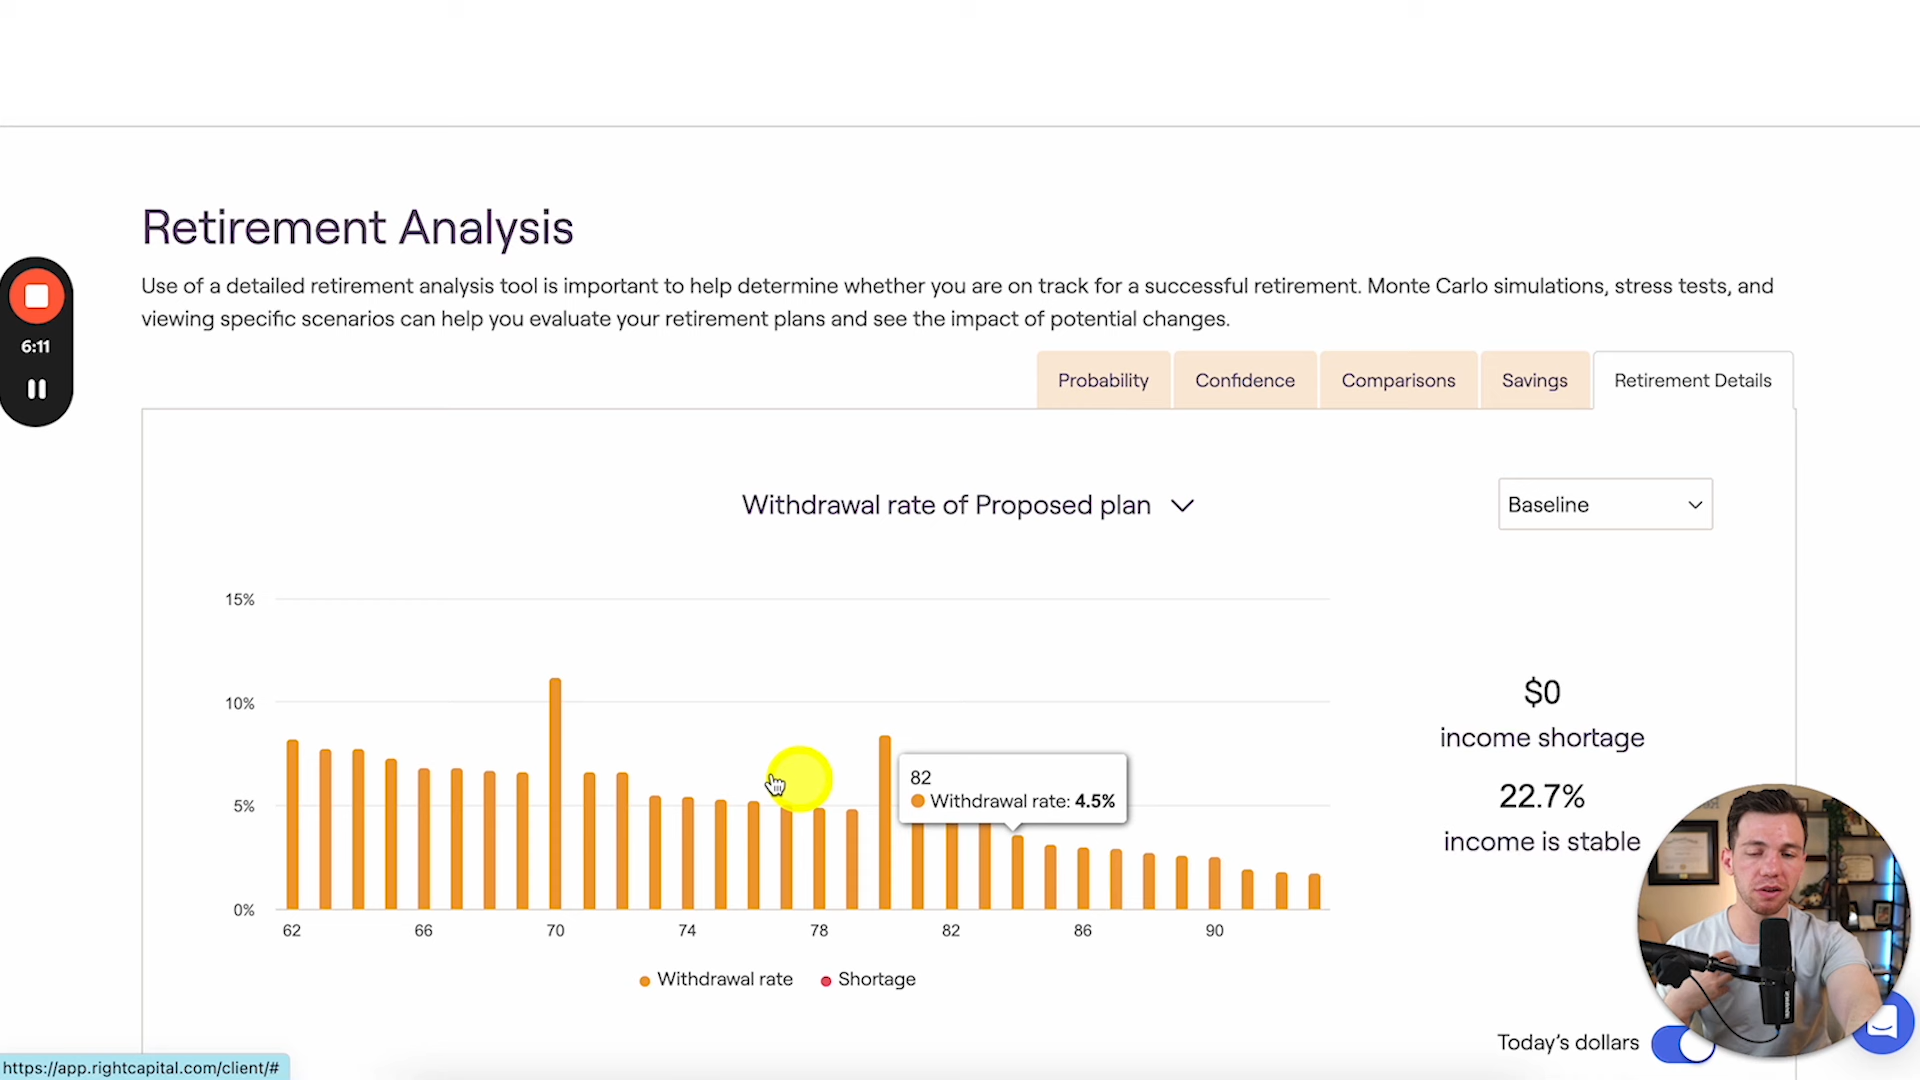 Retirement Analysis
Use of a detailed retirement analysis tool is important to help determine whether you are on track for a successful retirement. Monte Carlo simulations, stress tests, and
viewing specific scenarios can help you evaluate your retirement plans and see the impact of potential changes.
6:11
Probability
Confidence
Comparisons
Savings
Retirement Details
Withdrawal rate of Proposed plan
Baseline
15%
10%
5%
0%
82
Withdrawal rate: 4.5%
62
66
70
74
78
82
86
90
Withdrawal rate
Shortage
$0
income shortage
22.7%
income is stable
Today's dollars
https://app.rightcapital.com/client/#